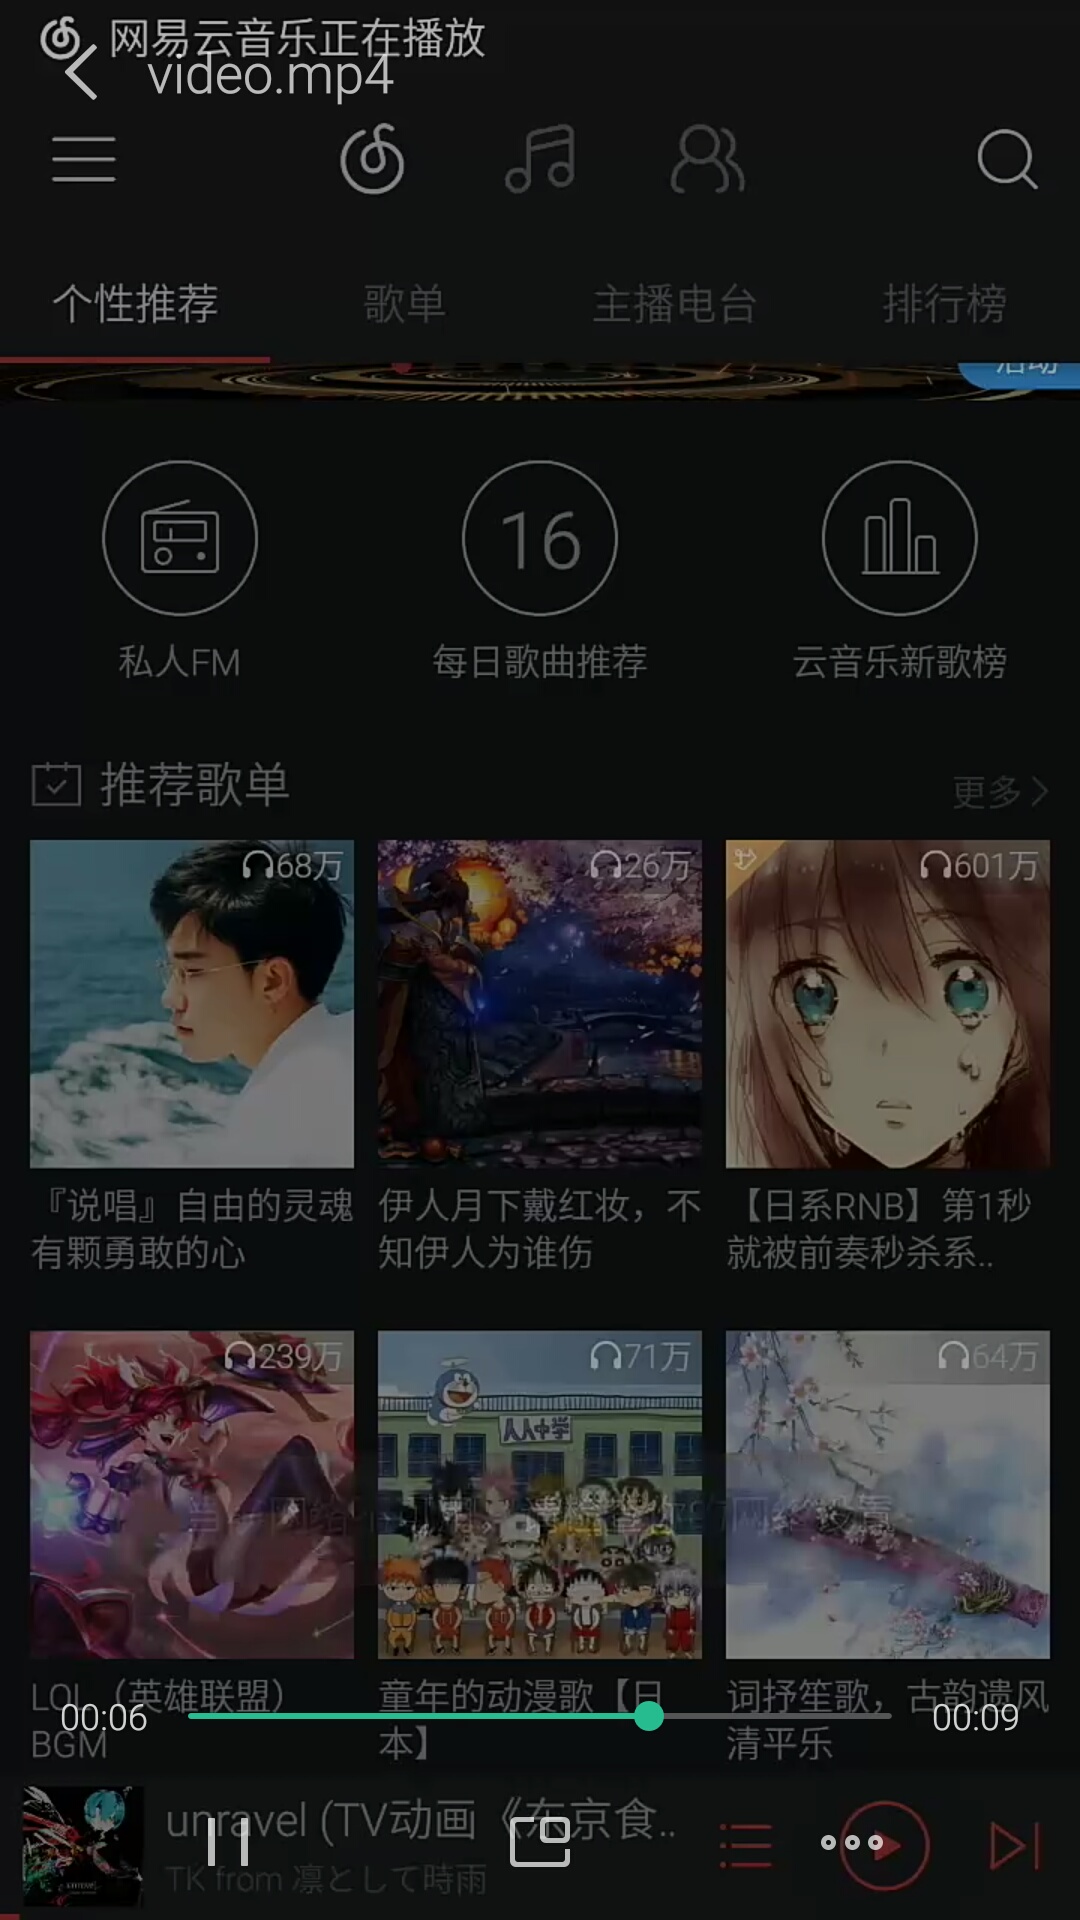 网易云音乐正在播放
video.mp4
个性推荐
歌单
主播电台
排行榜
活动
16
私人FM
每日歌曲推荐
云音乐新歌榜
推荐歌单
更多
68万
26万
601万
『说唱』自由的灵魂
有颗勇敢的心
伊人月下戴红妆，不
知伊人为谁伤
【日系RNB】第1秒
就被前奏秒杀系..
239万
71万
64万
人人中学
LOL（英雄联盟）
BGM
童年的动漫歌【日
本】
词抒笙歌，古韵遗风
清平乐
00:06
00:09
unravel (TV动画《东京食..
TK from 凛として時雨